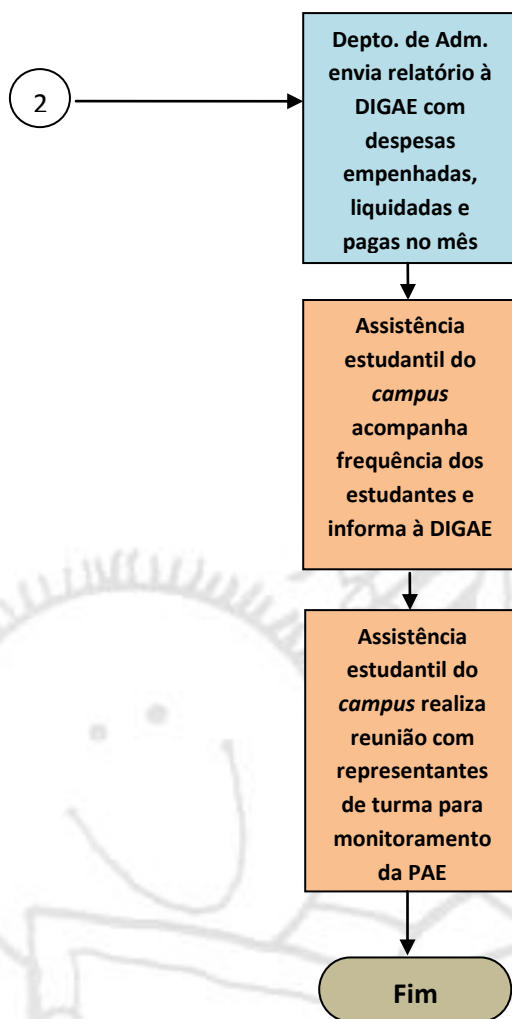 2
Depto. de Adm.
envia relatório à
DIGAE com
despesas
empenhadas,
liquidadas e
pagas no mês
Assistência
estudantil do
campus
acompanha
frequência dos
estudantes e
informa à DIGAE
Assistência
estudantil do
campus realiza
reunião com
representantes
de turma para
monitoramento
da PAE
Fim